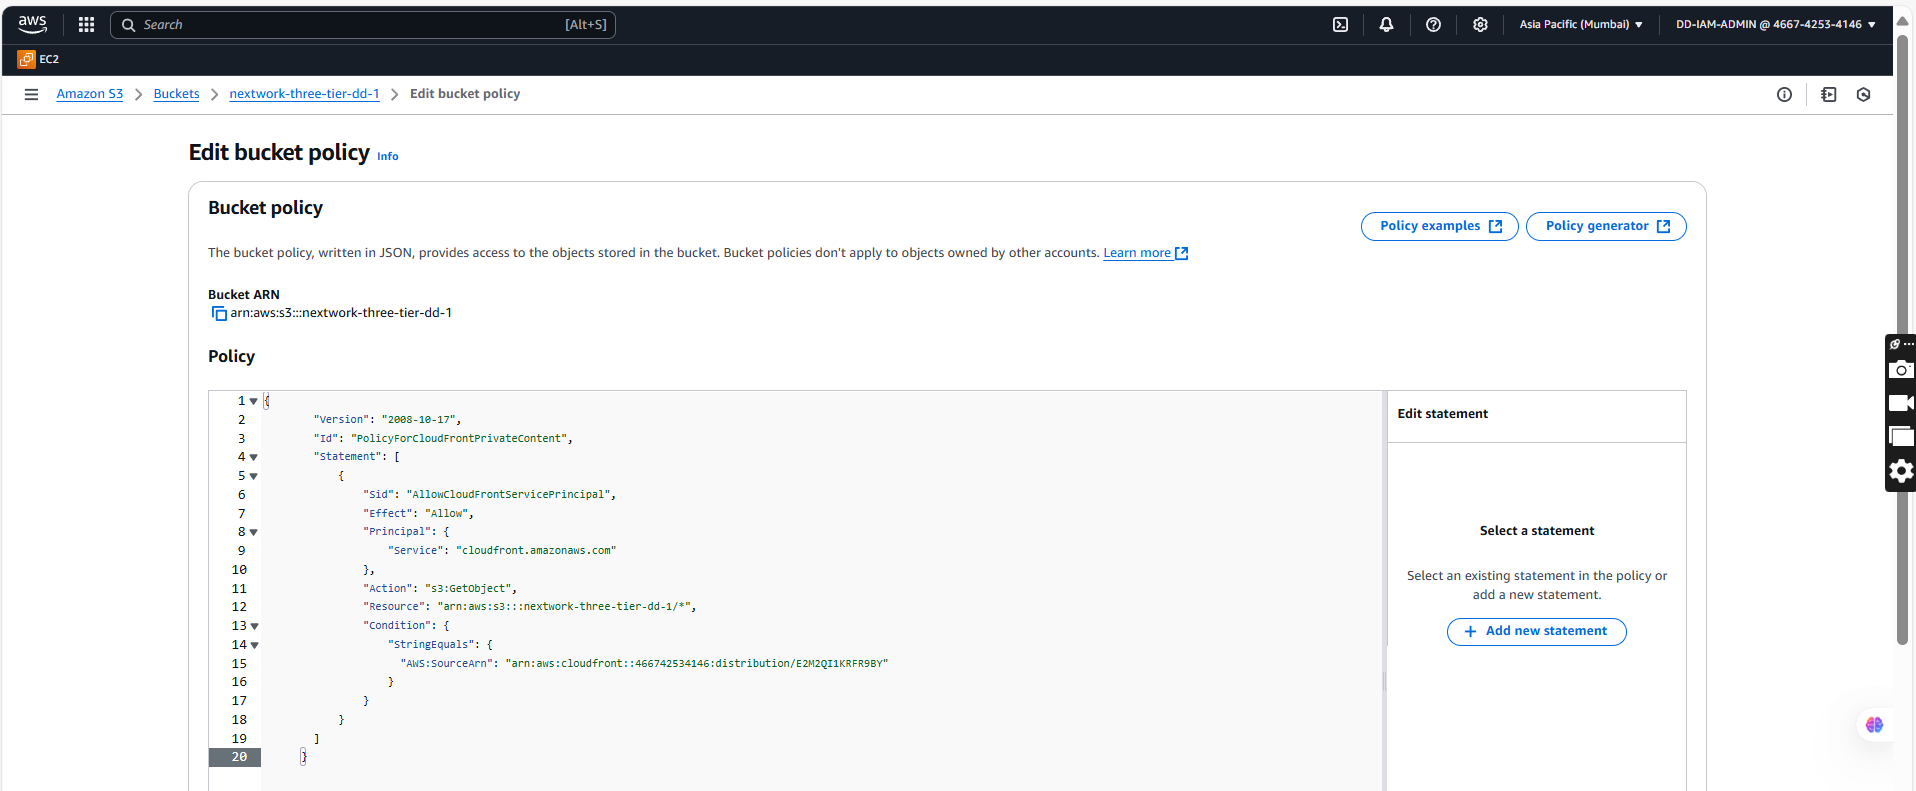 aws
Search [Alt+S]
Asia Pacific (Mumbai)
DD-IAM-ADMIN @ 4667-4253-4146
EC2
Amazon S3 > Buckets > nextwork-three-tier-dd-1 > Edit bucket policy
Edit bucket policy Info
Bucket policy
Policy examples
Policy generator
The bucket policy, written in JSON, provides access to the objects stored in the bucket. Bucket policies don't apply to objects owned by other accounts. Learn more
Bucket ARN
arn:aws:s3:::nextwork-three-tier-dd-1
Policy
1 {
2 "Version": "2008-10-17",
3 "Id": "PolicyForCloudFrontPrivateContent",
4 "Statement": [
5 {
6 "Sid": "AllowCloudFrontServicePrincipal",
7 "Effect": "Allow",
8 "Principal": {
9 "Service": "cloudfront.amazonaws.com"
10 },
11 "Action": "s3:GetObject",
12 "Resource": "arn:aws:s3:::nextwork-three-tier-dd-1/*",
13 "Condition": {
14 "StringEquals": {
15 "AWS:SourceArn": "arn:aws:cloudfront::466742534146:distribution/E2M2QI1KRFR9BY"
16 }
17 }
18 }
19 ]
20 }
Edit statement
Select a statement
Select an existing statement in the policy or
add a new statement.
+ Add new statement